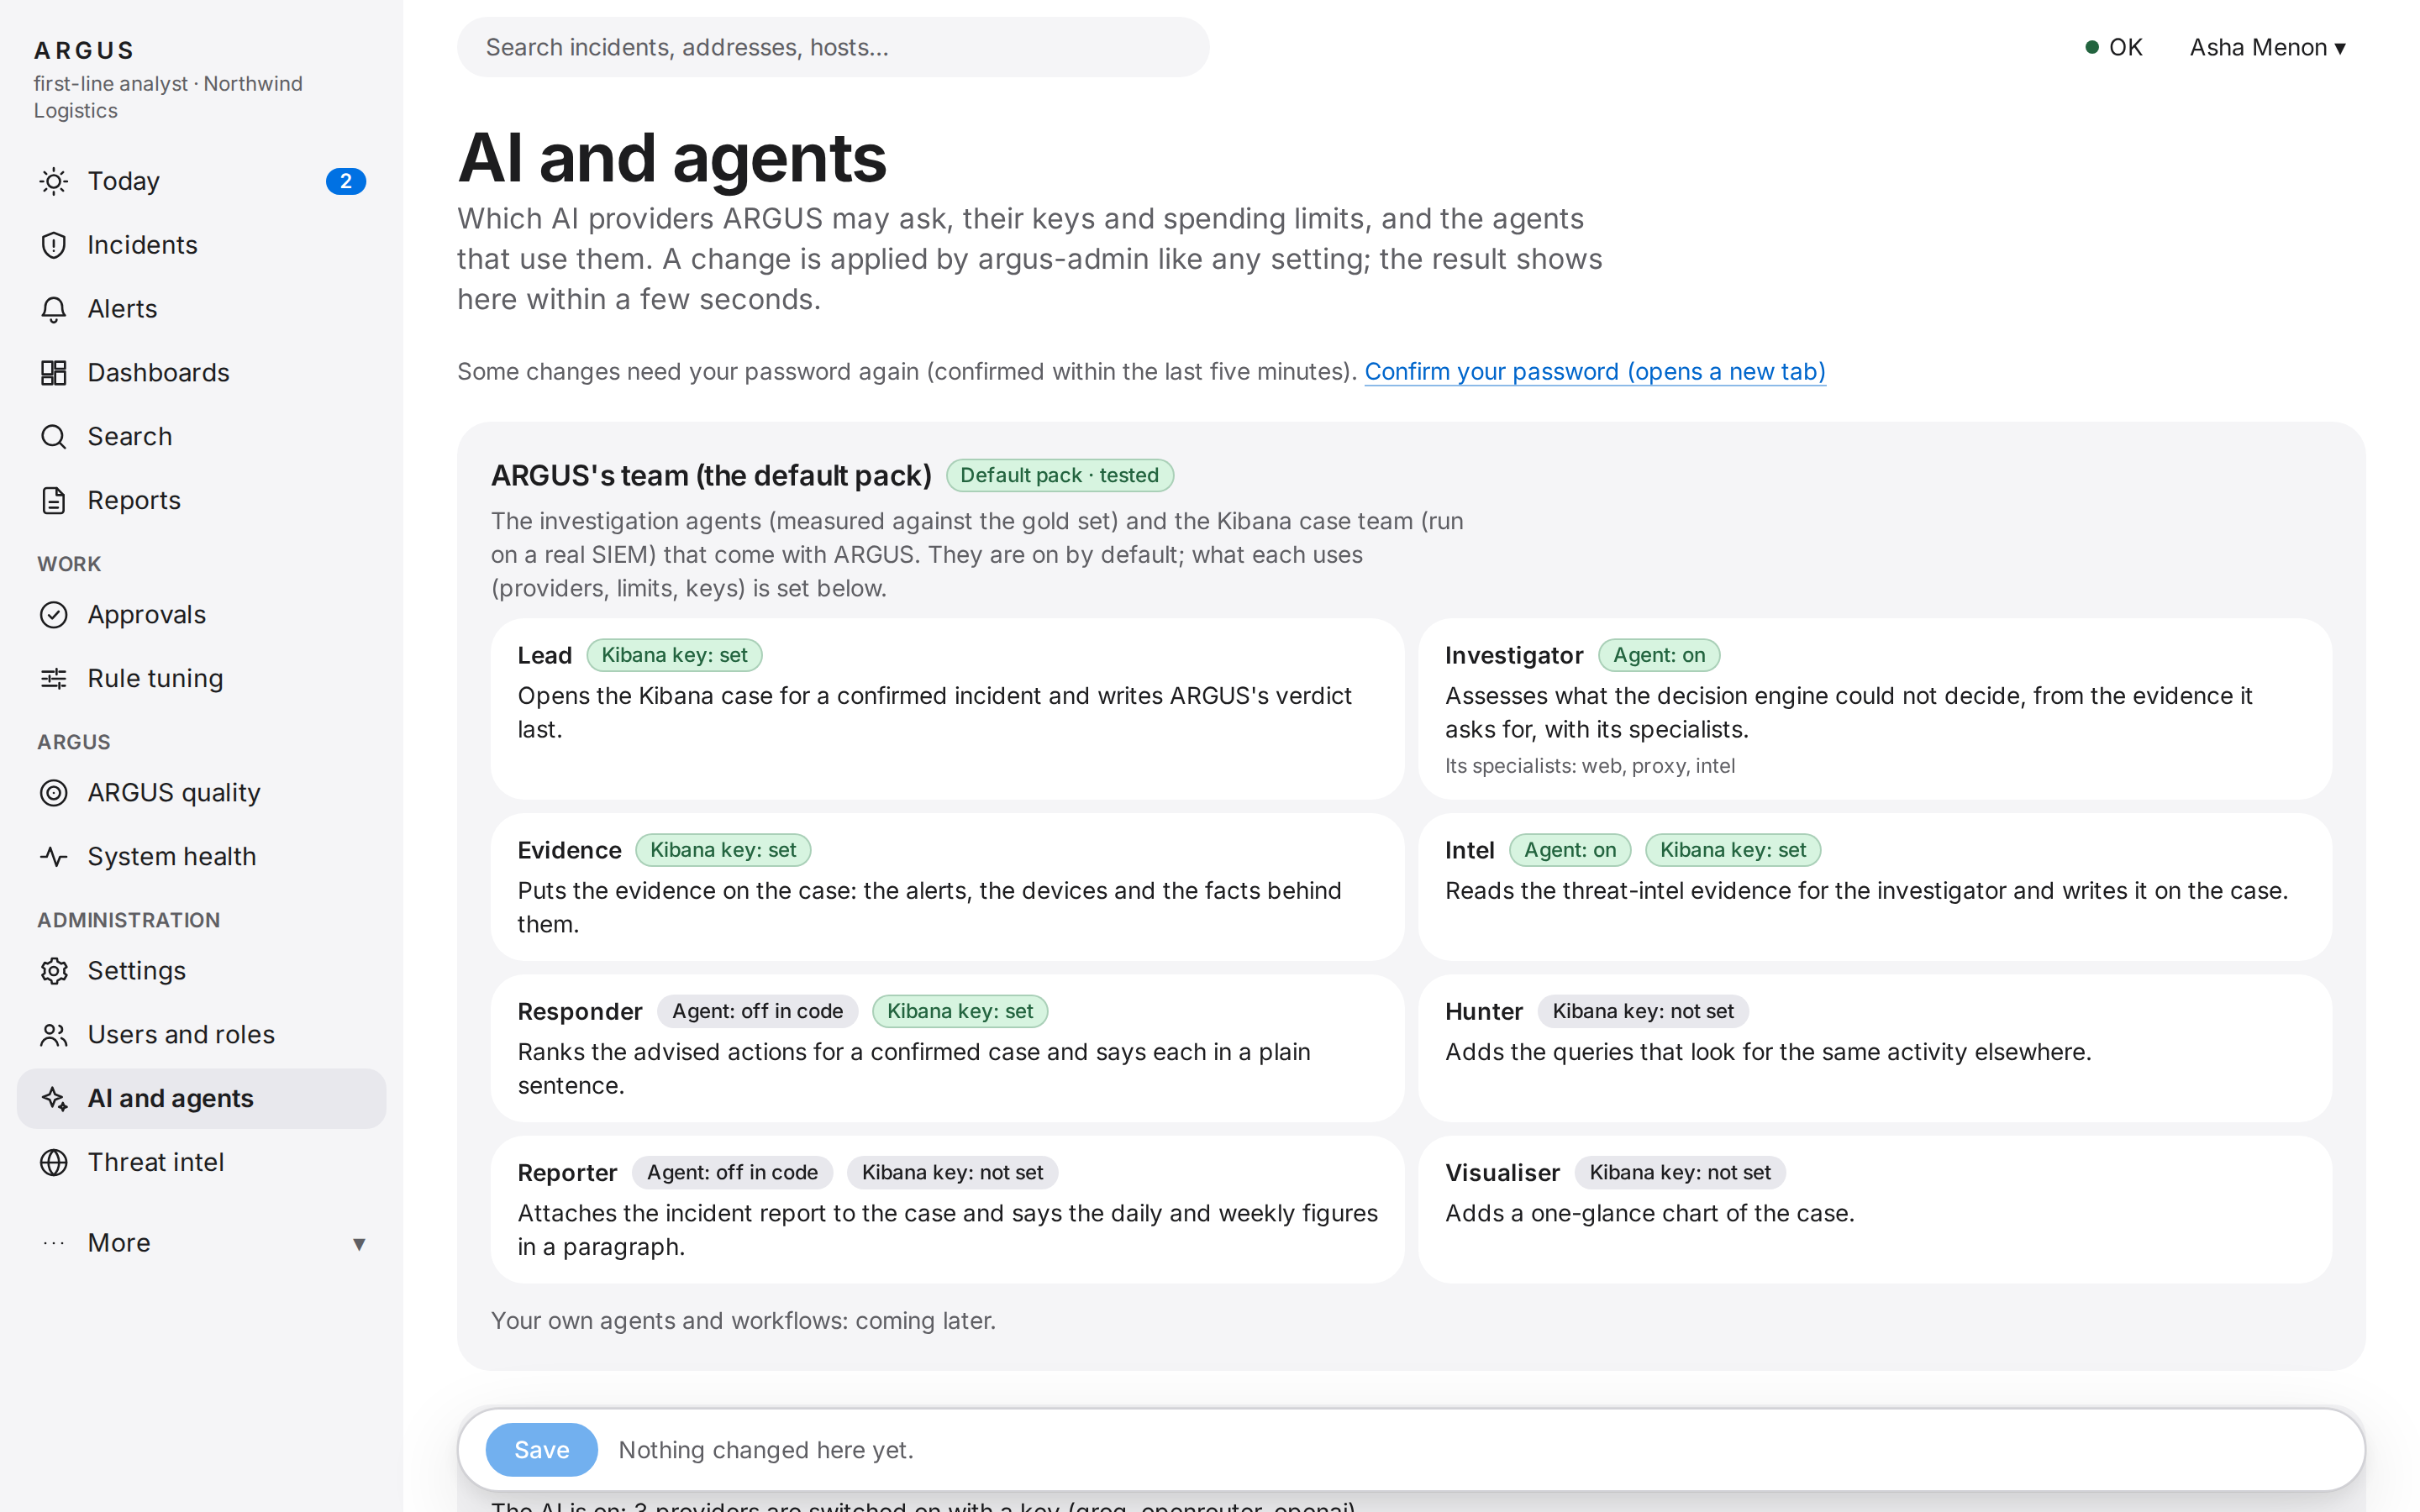 ARGUS
first-line analyst · Northwind
Logistics
Today 2
Incidents
Alerts
Dashboards
Search
Reports
WORK
Approvals
Rule tuning
ARGUS
ARGUS quality
System health
ADMINISTRATION
Settings
Users and roles
AI and agents
Threat intel
More
Search incidents, addresses, hosts...
OK
Asha Menon
AI and agents
Which AI providers ARGUS may ask, their keys and spending limits, and the agents
that use them. A change is applied by argus-admin like any setting; the result shows
here within a few seconds.
Some changes need your password again (confirmed within the last five minutes). Confirm your password (opens a new tab)
ARGUS's team (the default pack) Default pack · tested
The investigation agents (measured against the gold set) and the Kibana case team (run
on a real SIEM) that come with ARGUS. They are on by default; what each uses
(providers, limits, keys) is set below.
Lead Kibana key: set
Opens the Kibana case for a confirmed incident and writes ARGUS's verdict
last.
Investigator Agent: on
Assesses what the decision engine could not decide, from the evidence it
asks for, with its specialists.
Its specialists: web, proxy, intel
Evidence Kibana key: set
Puts the evidence on the case: the alerts, the devices and the facts behind
them.
Intel Agent: on Kibana key: set
Reads the threat-intel evidence for the investigator and writes it on the case.
Responder Agent: off in code Kibana key: set
Ranks the advised actions for a confirmed case and says each in a plain
sentence.
Hunter Kibana key: not set
Adds the queries that look for the same activity elsewhere.
Reporter Agent: off in code Kibana key: not set
Attaches the incident report to the case and says the daily and weekly figures
in a paragraph.
Visualiser Kibana key: not set
Adds a one-glance chart of the case.
Your own agents and workflows: coming later.
Save Nothing changed here yet.
The AI is on: 3 providers are switched on with a key (groq, openrouter, openai)